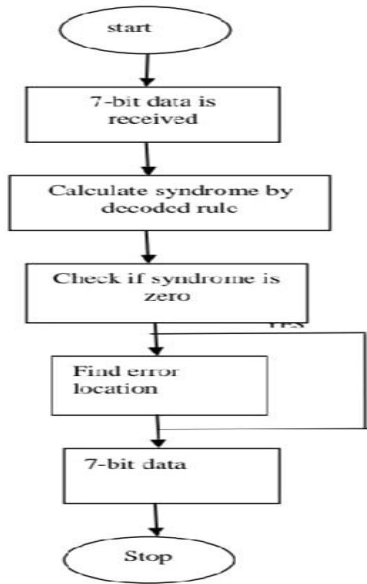 start
7-bit data is
received
Calculate syndrome by
decoded rule
Check if syndrome is
zero
YES
Find error
location
7-bit data
Stop